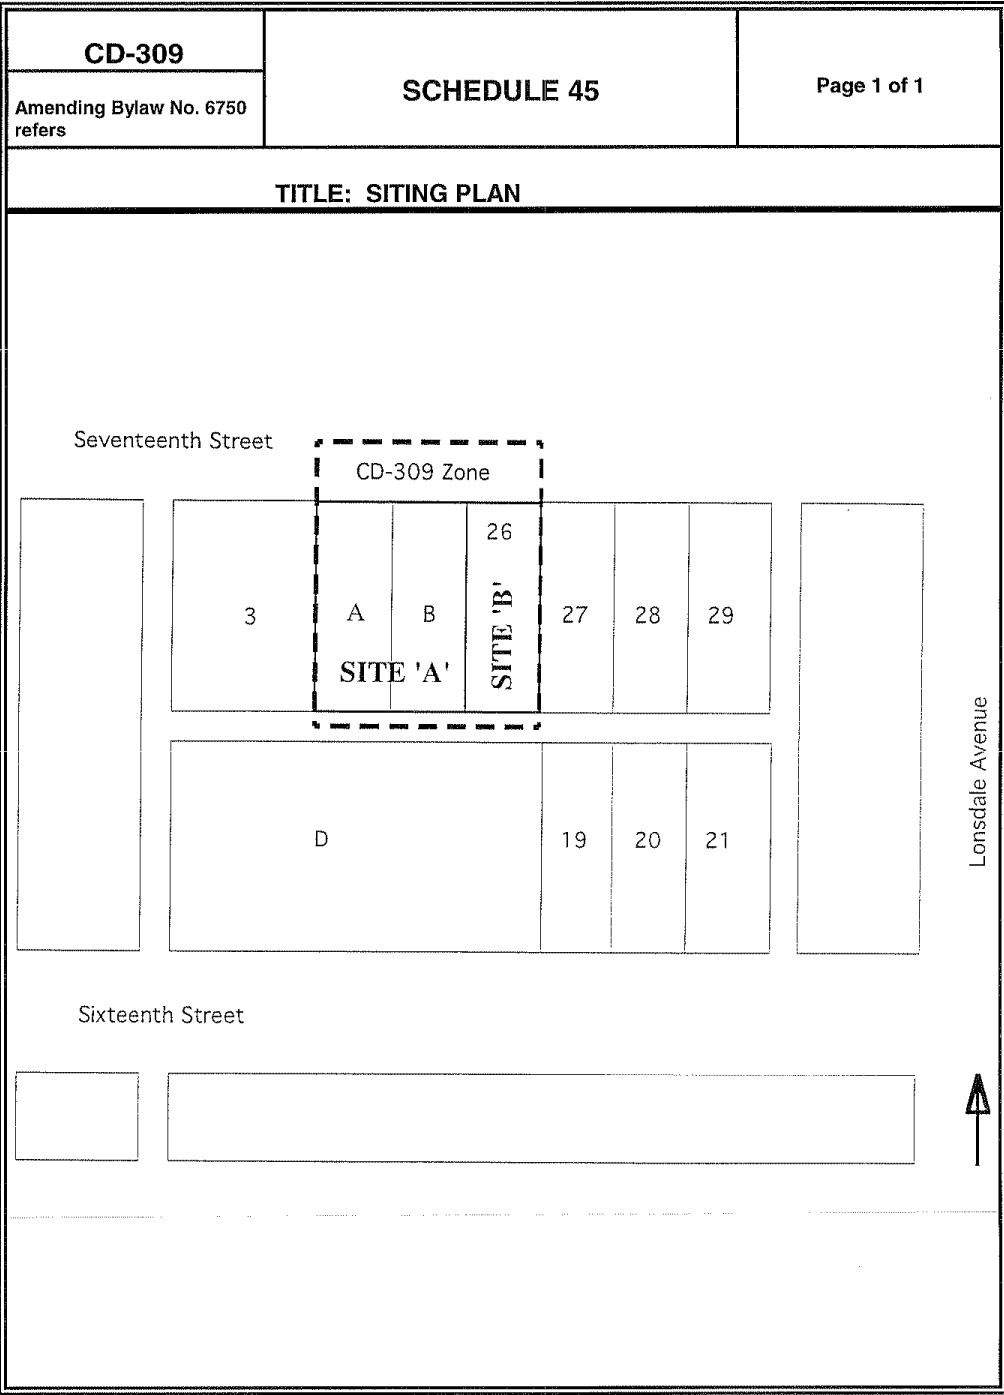 CD-309
Amending Bylaw No. 6750
refers
SCHEDULE 45
Page 1 of 1
TITLE: SITING PLAN
Seventeenth Street
CD-309 Zone
3
A
B
SITE 'A'
26
SITE 'B'
27
28
29
D
19
20
21
Lonsdale Avenue
Sixteenth Street